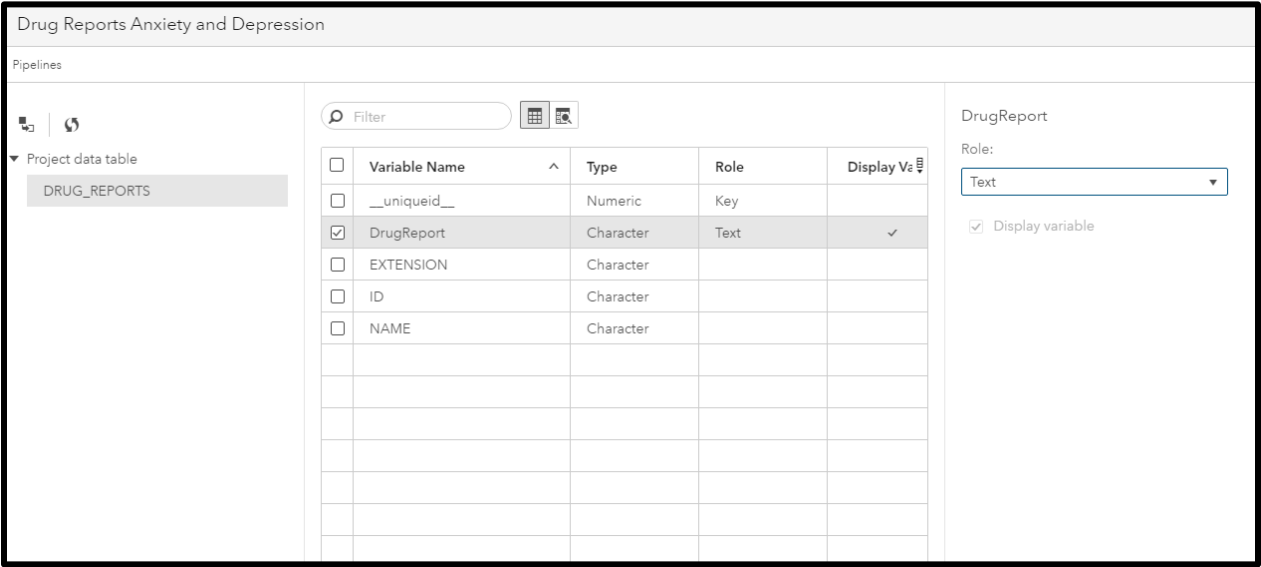 Drug Reports Anxiety and Depression
Pipelines
Project data table
DRUG_REPORTS
Filter
Variable Name Type Role Display Va
__uniqueid__ Numeric Key
DrugReport Character Text
EXTENSION Character
ID Character
NAME Character
DrugReport
Role:
Text
Display variable